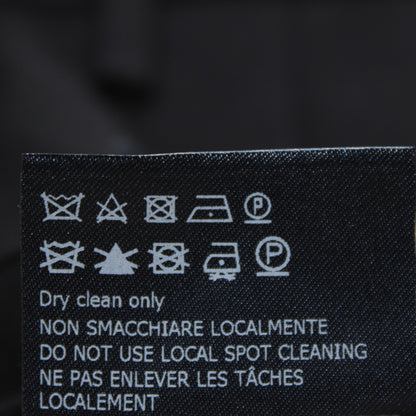 P
P
Dry clean only
NON SMACCHIARE LOCALMENTE
DO NOT USE LOCAL SPOT CLEANING
NE PAS ENLEVER LES TÂCHES
LOCALEMENT